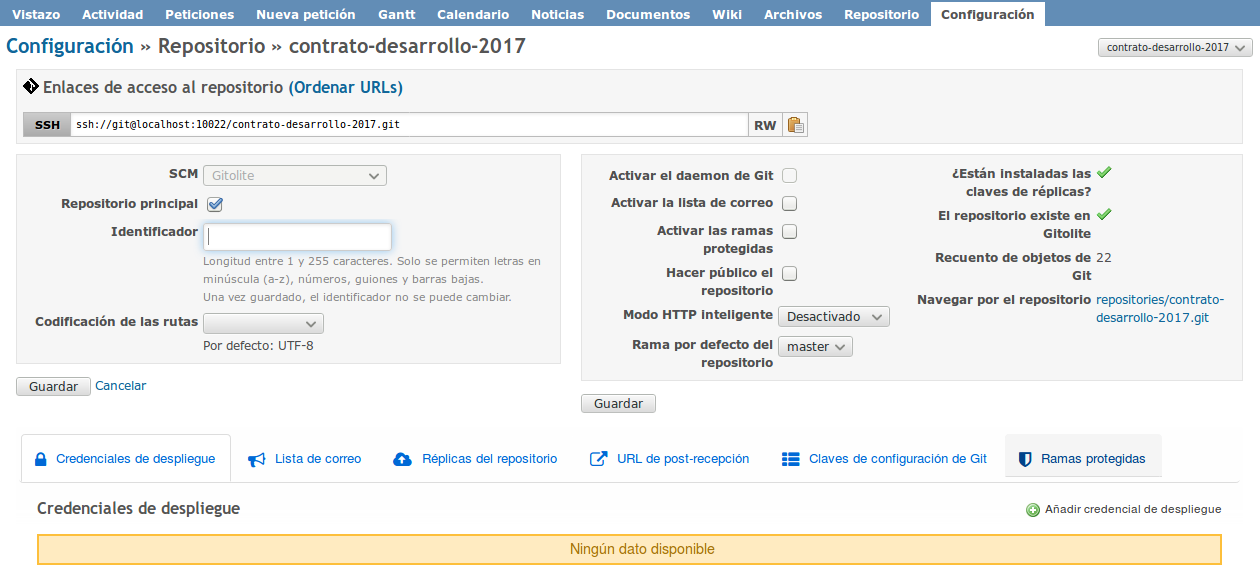 Vistazo Actividad Peticiones Nueva petición Gantt Calendario Noticias Documentos Wiki Archivos Repositorio Configuración
Configuración » Repositorio » contrato-desarrollo-2017
contrato-desarrollo-2017
Enlaces de acceso al repositorio (Ordenar URLs)
SSH ssh://git@localhost:10022/contrato-desarrollo-2017.git RW
SCM Gitolite
Repositorio principal
Identificador
Longitud entre 1 y 255 caracteres. Solo se permiten letras en
minúscula (a-z), números, guiones y barras bajas.
Una vez guardado, el identificador no se puede cambiar.
Codificación de las rutas
Por defecto: UTF-8
Guardar Cancelar
Activar el daemon de Git
Activar la lista de correo
Activar las ramas
protegidas
Hacer público el
repositorio
Modo HTTP inteligente Desactivado
Rama por defecto del
repositorio
master
¿Están instaladas las
claves de réplicas?
El repositorio existe en
Gitolite
Recuento de objetos de
Git
22
Navegar por el repositorio repositories/contrato-
desarrollo-2017.git
Guardar
Credenciales de despliegue Lista de correo Réplicas del repositorio URL de post-recepción Claves de configuración de Git Ramas protegidas
Credenciales de despliegue
Añadir credencial de despliegue
Ningún dato disponible